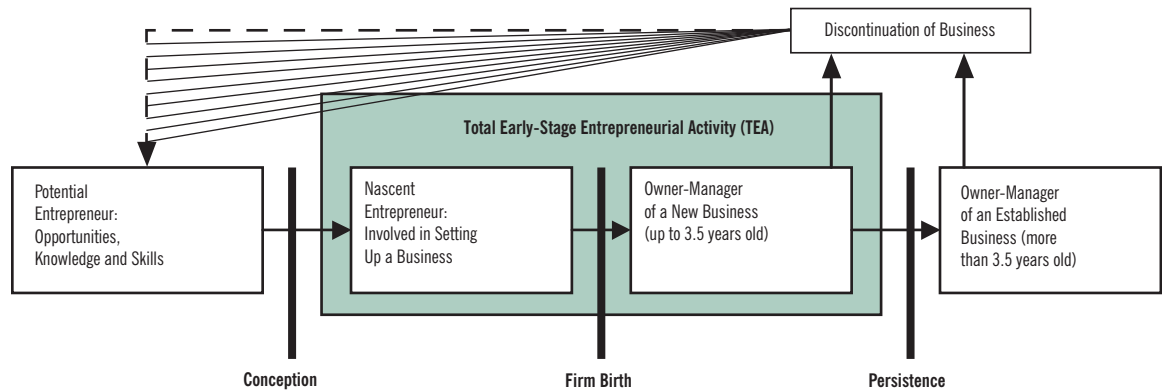 Discontinuation of Business
Total Early-Stage Entrepreneurial Activity (TEA)
Potential
Entrepreneur:
Opportunities,
Knowledge and Skills
Nascent
Entrepreneur:
Involved in Setting
Up a Business
Owner-Manager
of a New Business
(up to 3.5 years old)
Owner-Manager
of an Established
Business (more
than 3.5 years old)
Conception
Firm Birth
Persistence